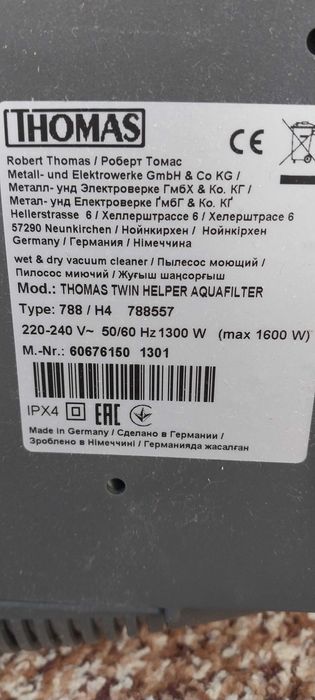 THOMAS
CE
Robert Thomas / Роберт Томас
Metall- und Elektrowerke GmbH & Co KG /
Металл- унд Электроверке ГмбХ & Ко. КГ /
Метал- унд Електроверке ҐмбГ & Ко. КҐ
Hellerstrasse 6 / Хеллерштрассе 6 / Хелерштрасе 6
57290 Neunkirchen / Нойнкирхен / Нойнкірхен
Germany / Германия / Німеччина
wet & dry vacuum cleaner / Пылесос моющий /
Пилосос миючий / Жуғыш шаңсорғыш
Mod.: THOMAS TWIN HELPER AQUAFILTER
Type: 788 / H4 788557
220-240 V~ 50/60 Hz 1300 W (max 1600 W)
M.-Nr.: 60676150 1301
IPX4 EAC
Made in Germany / Сделано в Германии /
Зроблено в Німеччині / Германияда жасалған